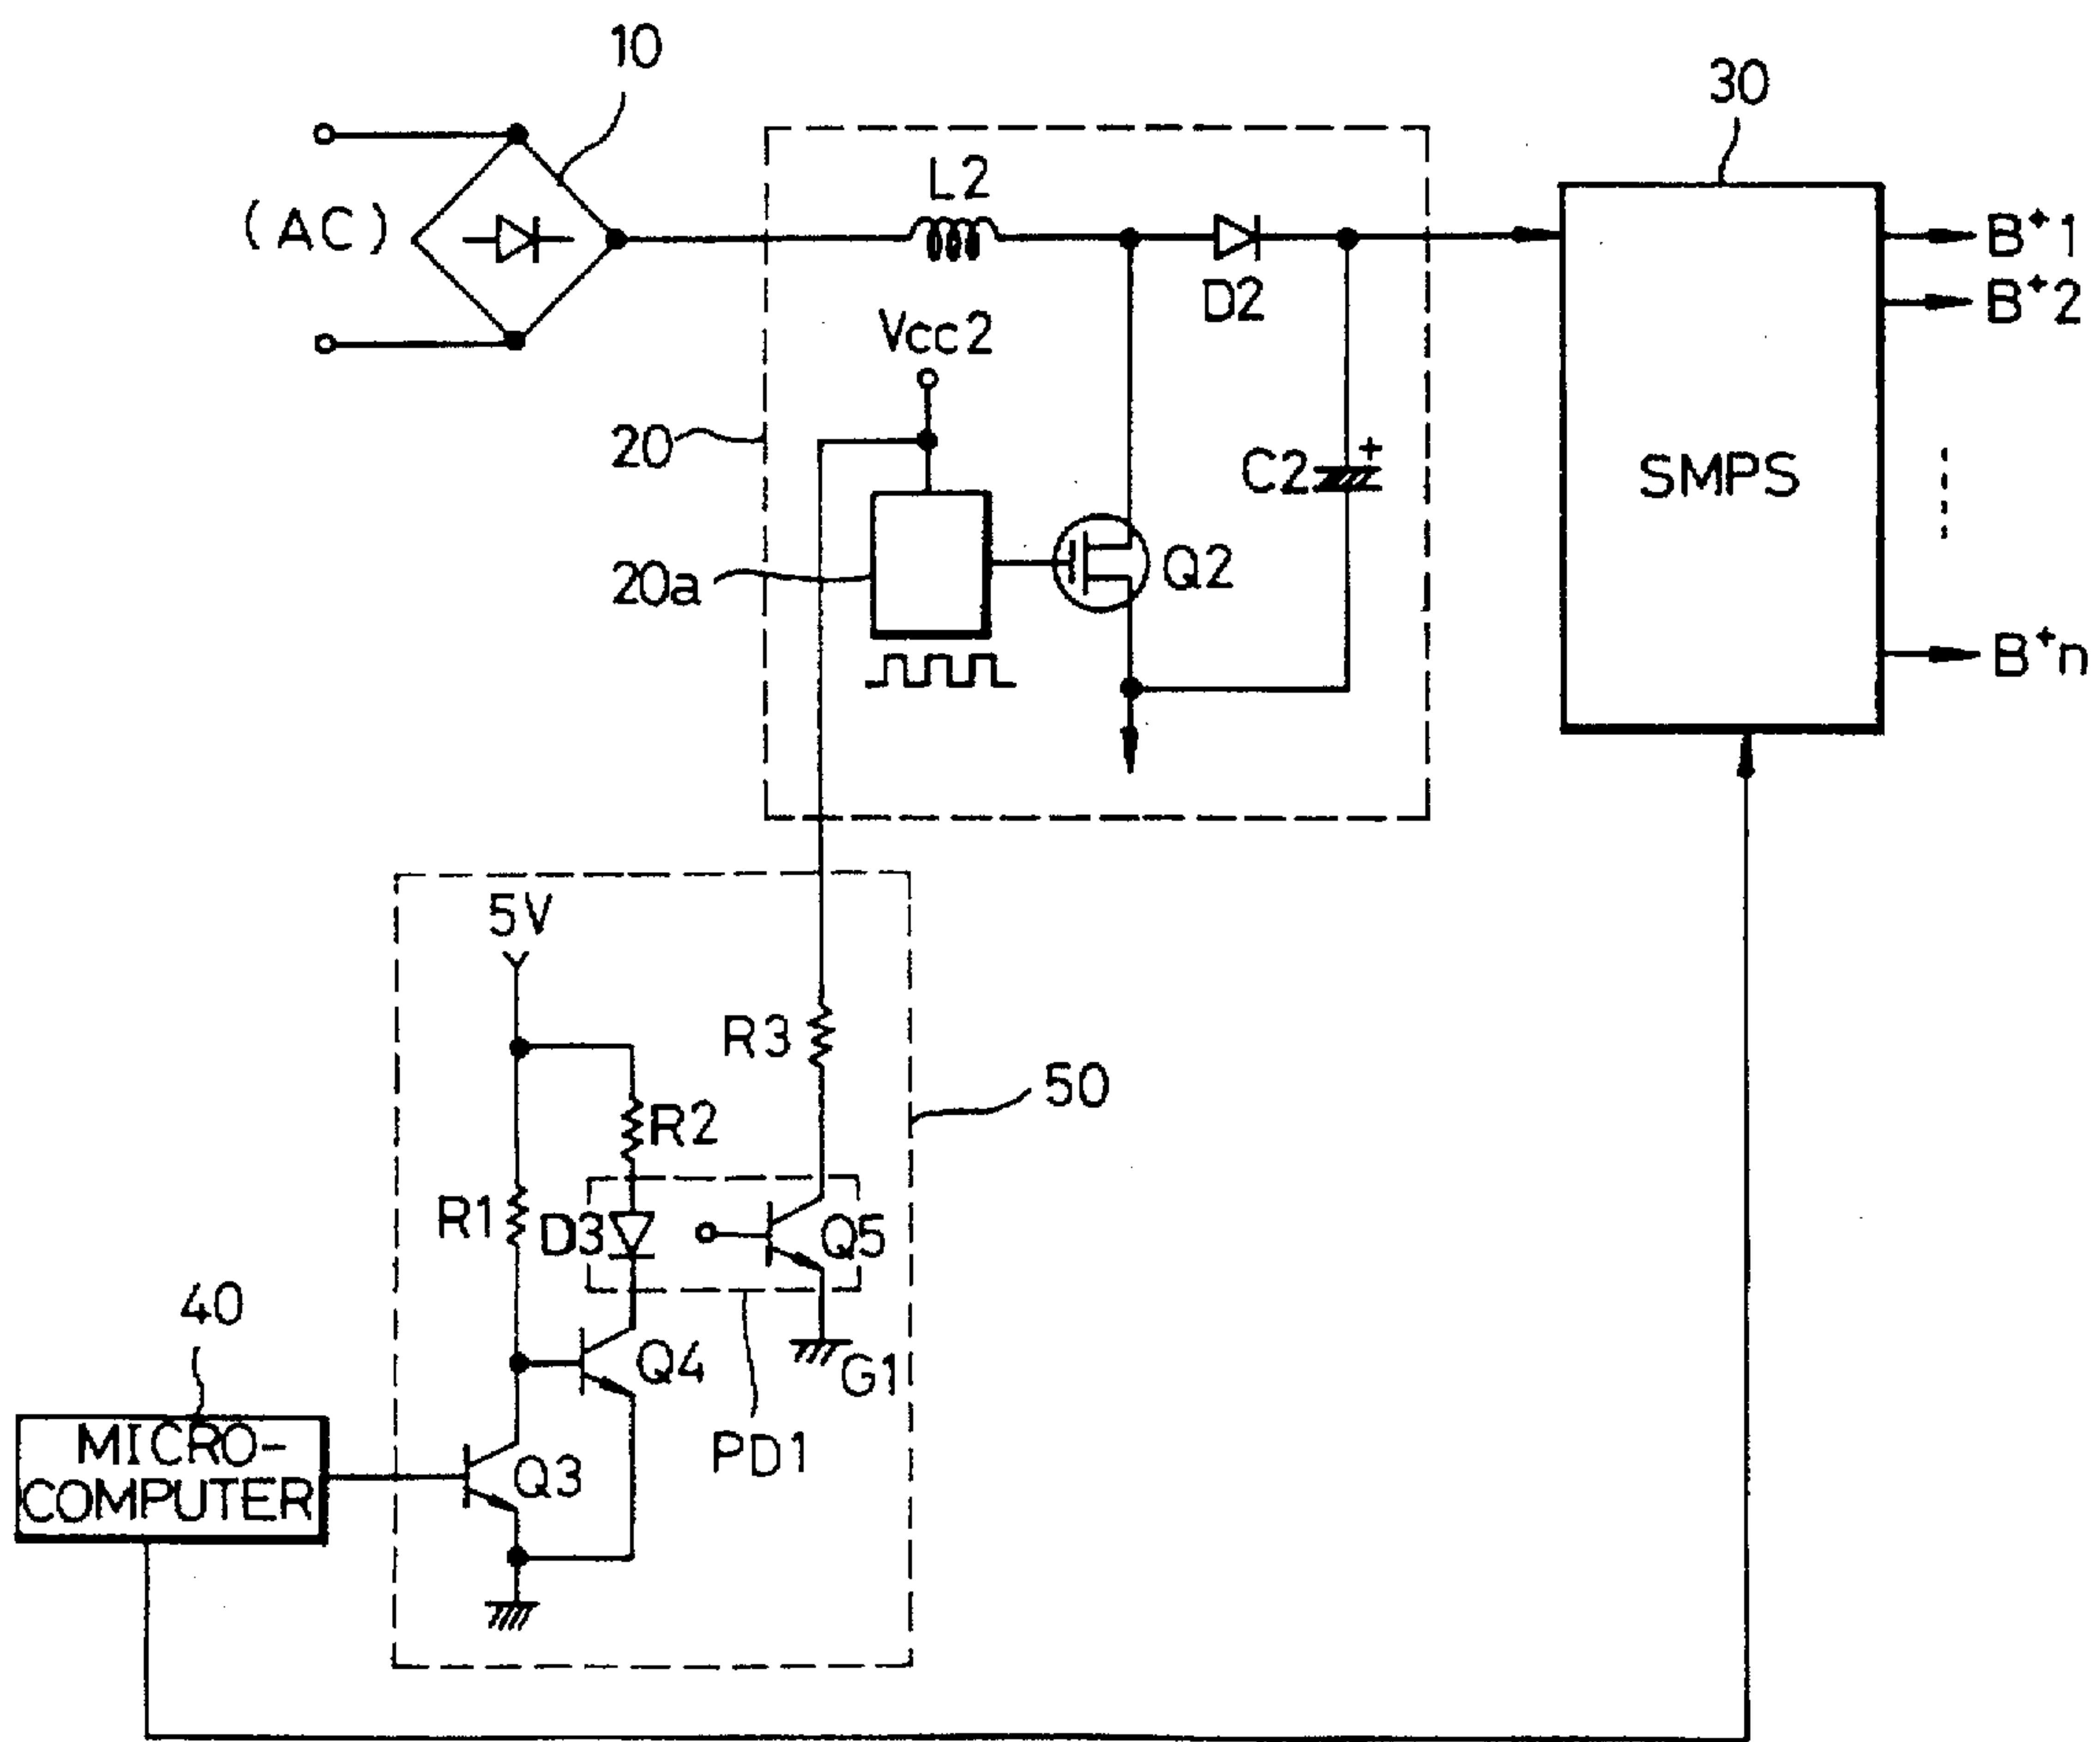 10
30
(AC)
L2
B+1
D2
B+2
Vcc2
20
C2
+
SMPS
20a
Q2
B+n
5V
R3
50
R2
R1
D3
Q5
40
Q4
G1
MICRO-
COMPUTER
PD1
Q3